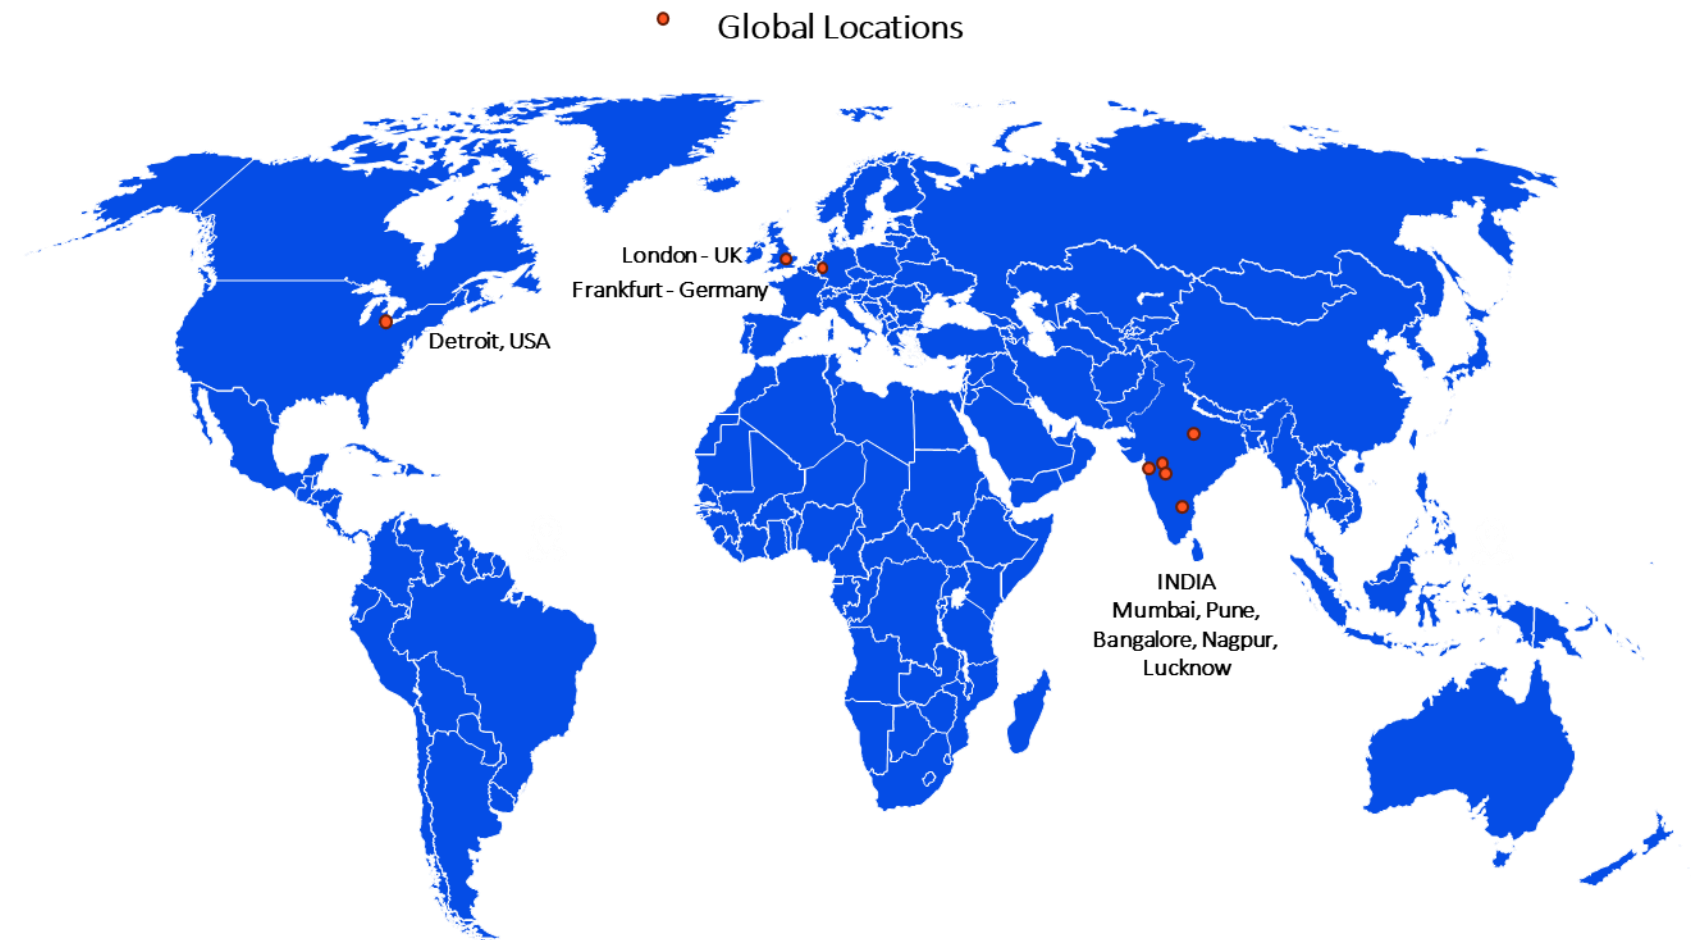 Global Locations
London - UK
Frankfurt - Germany
Detroit, USA
INDIA
Mumbai, Pune,
Bangalore, Nagpur,
Lucknow